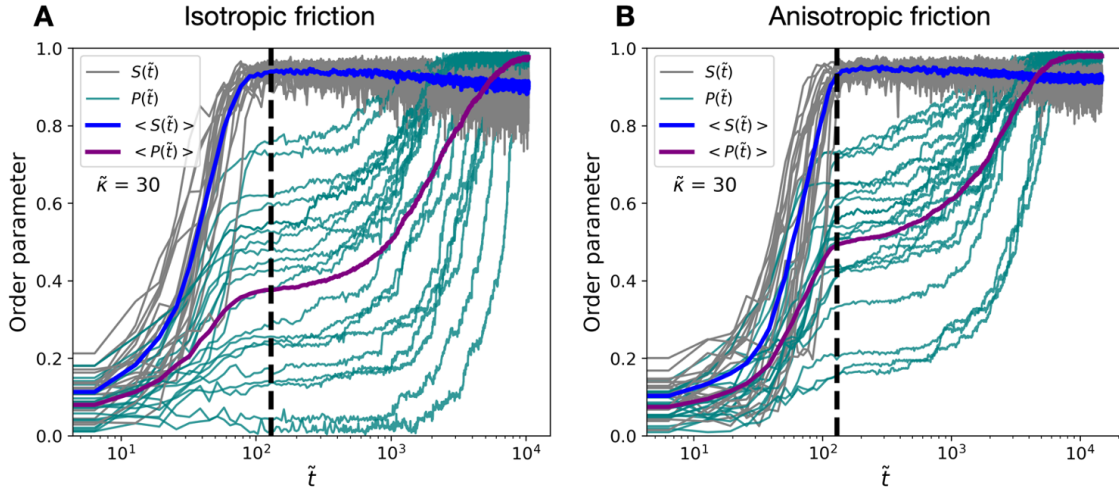 A
Isotropic friction
Order parameter
1.0
0.8
0.6
0.4
0.2
0.0
S(t̃)
P(t̃)
< S(t̃) >
< P(t̃) >
κ̃ = 30
10¹
10²
10³
10⁴
t̃
B
Anisotropic friction
Order parameter
1.0
0.8
0.6
0.4
0.2
0.0
S(t̃)
P(t̃)
< S(t̃) >
< P(t̃) >
κ̃ = 30
10¹
10²
10³
10⁴
t̃